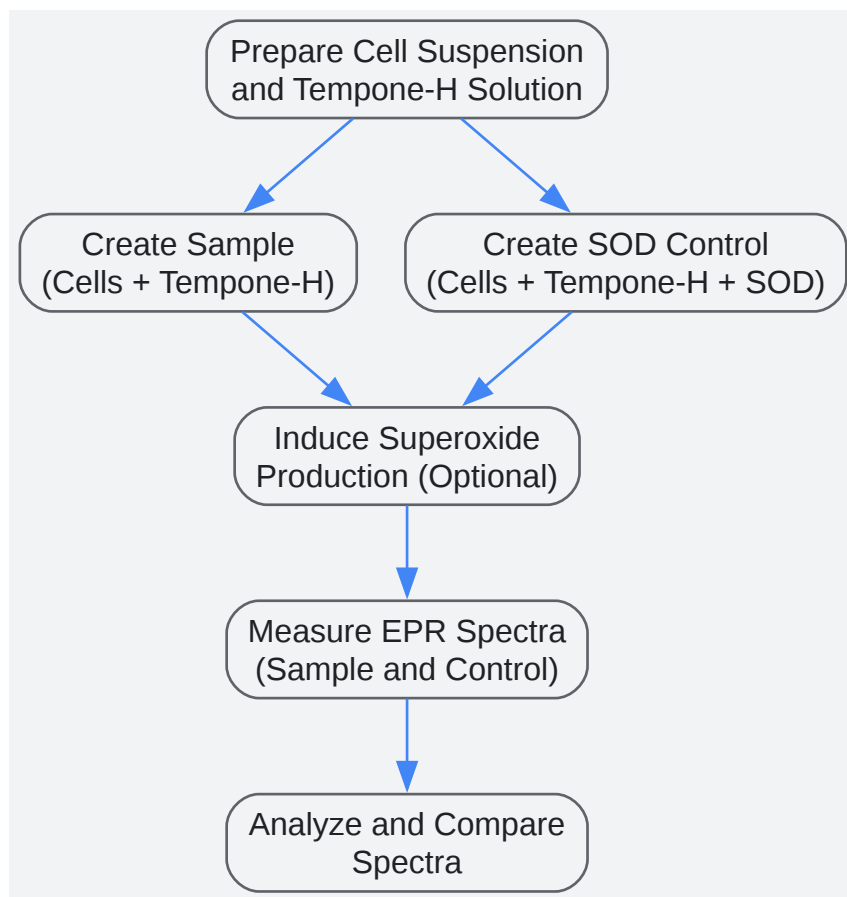 Prepare Cell Suspension
and Tempone-H Solution
Create Sample
(Cells + Tempone-H)
Create SOD Control
(Cells + Tempone-H + SOD)
Induce Superoxide
Production (Optional)
Measure EPR Spectra
(Sample and Control)
Analyze and Compare
Spectra